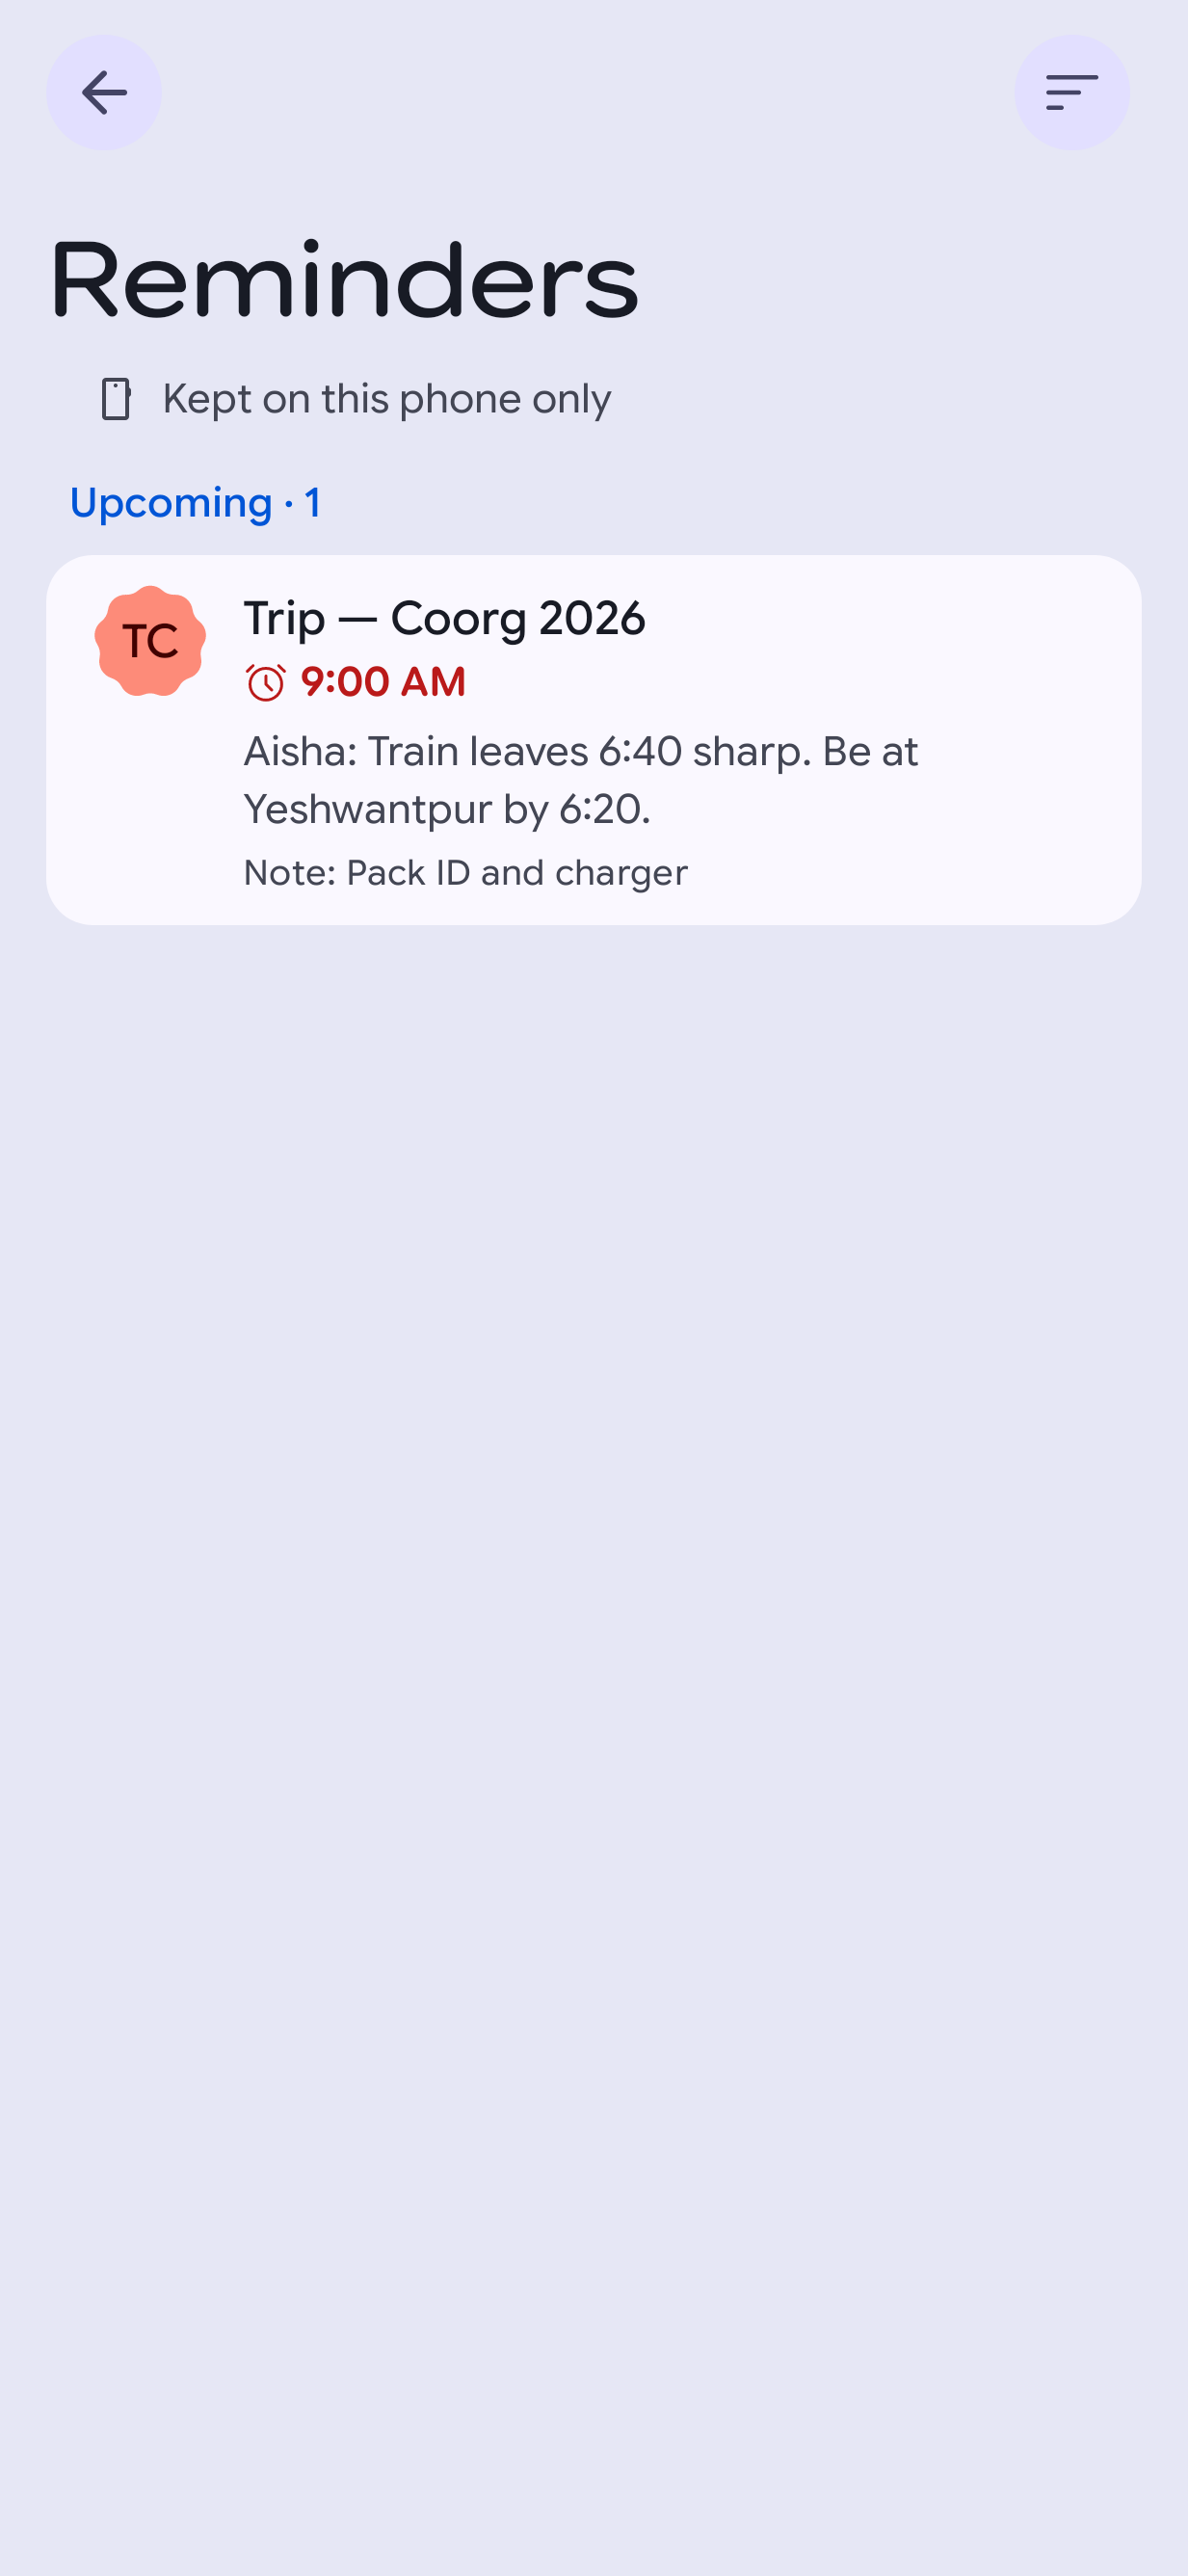 Reminders
Kept on this phone only
Upcoming · 1
TC
Trip — Coorg 2026
9:00 AM
Aisha: Train leaves 6:40 sharp. Be at
Yeshwantpur by 6:20.
Note: Pack ID and charger